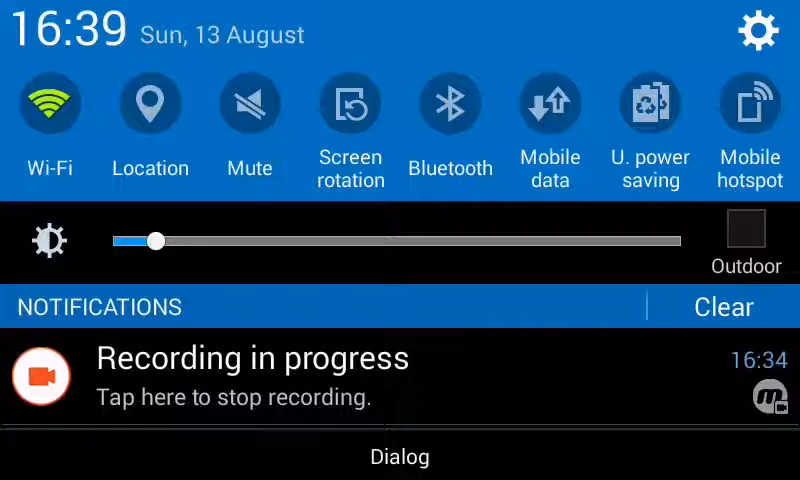 16:39 Sun, 13 August
Wi-Fi
Location
Mute
Screen
rotation
Bluetooth
Mobile
data
U. power
saving
Mobile
hotspot
Outdoor
NOTIFICATIONS Clear
Recording in progress 16:34
Tap here to stop recording.
Dialog